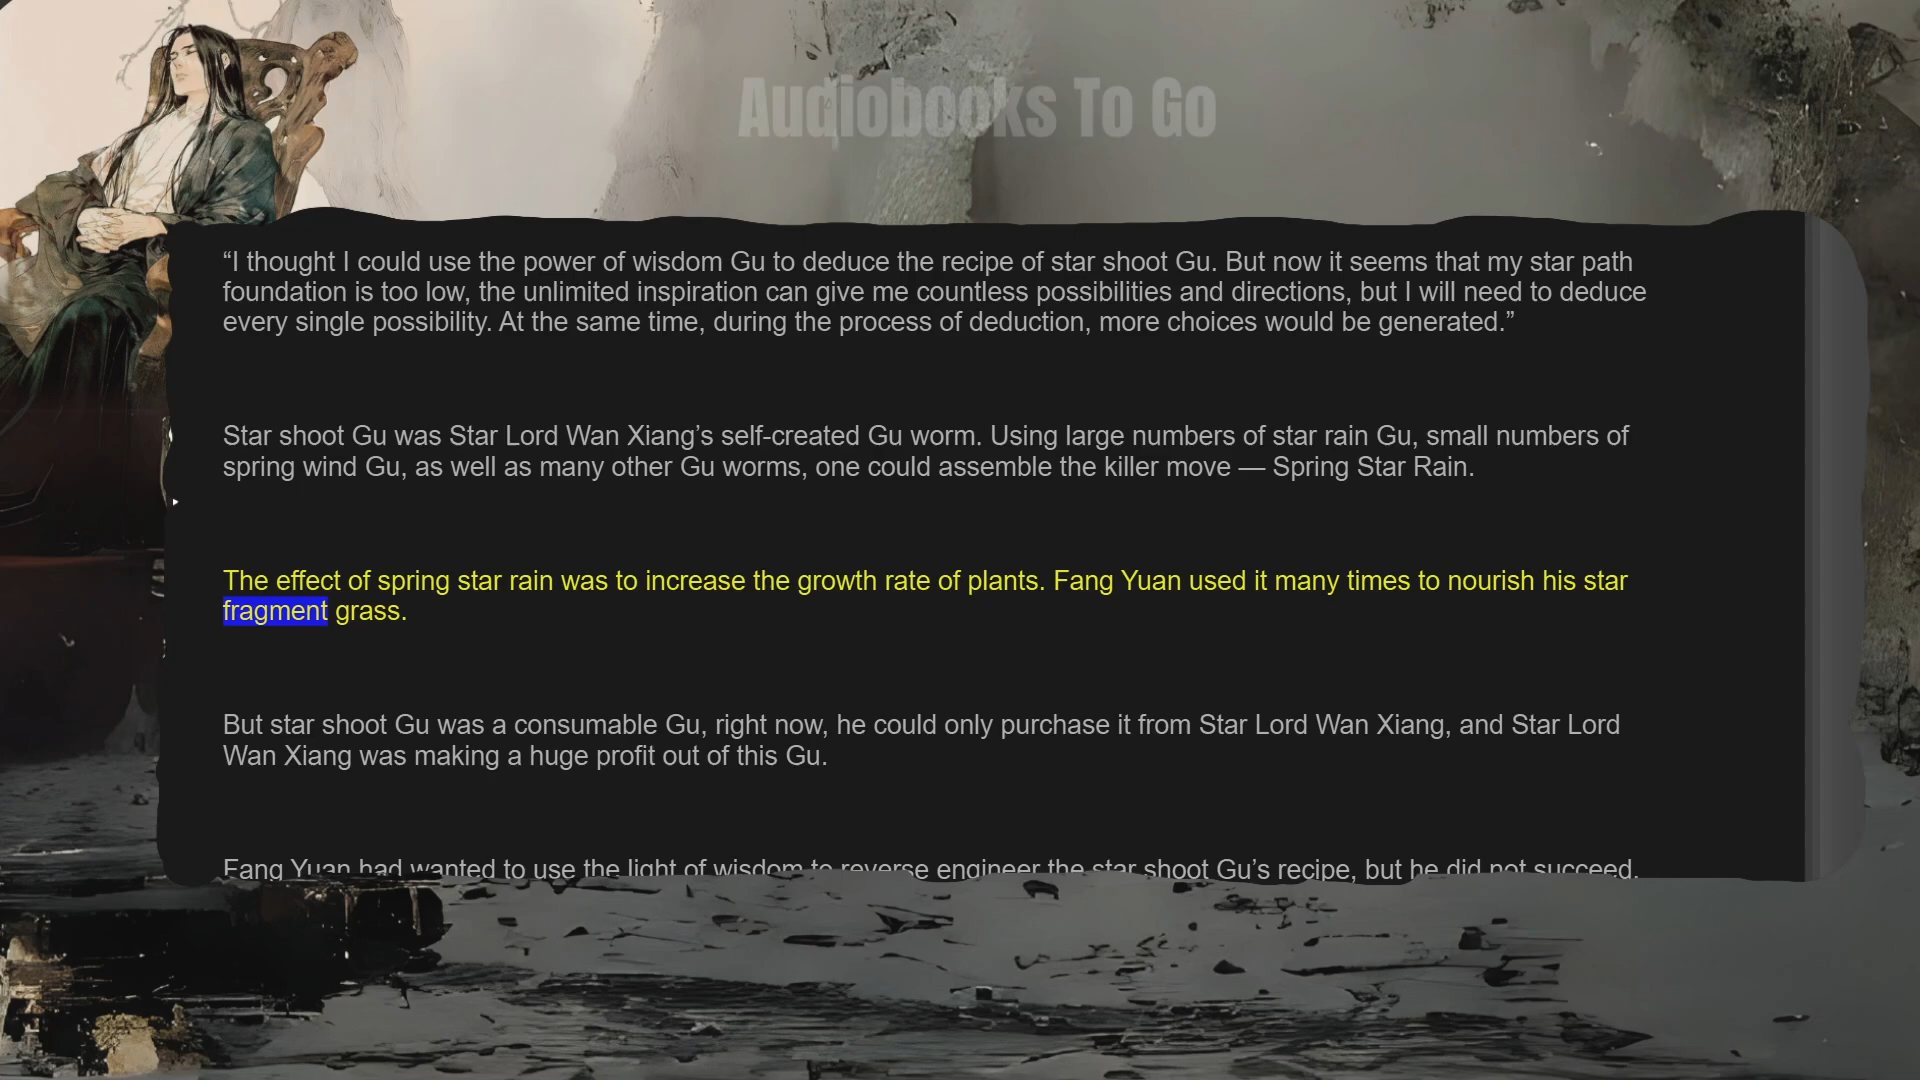 Audiobooks To Go
“I thought I could use the power of wisdom Gu to deduce the recipe of star shoot Gu. But now it seems that my star path
foundation is too low, the unlimited inspiration can give me countless possibilities and directions, but I will need to deduce
every single possibility. At the same time, during the process of deduction, more choices would be generated.”
Star shoot Gu was Star Lord Wan Xiang’s self-created Gu worm. Using large numbers of star rain Gu, small numbers of
spring wind Gu, as well as many other Gu worms, one could assemble the killer move — Spring Star Rain.
The effect of spring star rain was to increase the growth rate of plants. Fang Yuan used it many times to nourish his star
fragment grass.
But star shoot Gu was a consumable Gu, right now, he could only purchase it from Star Lord Wan Xiang, and Star Lord
Wan Xiang was making a huge profit out of this Gu.
Fang Yuan had wanted to use the light of wisdom to reverse engineer the star shoot Gu’s recipe, but he did not succeed.